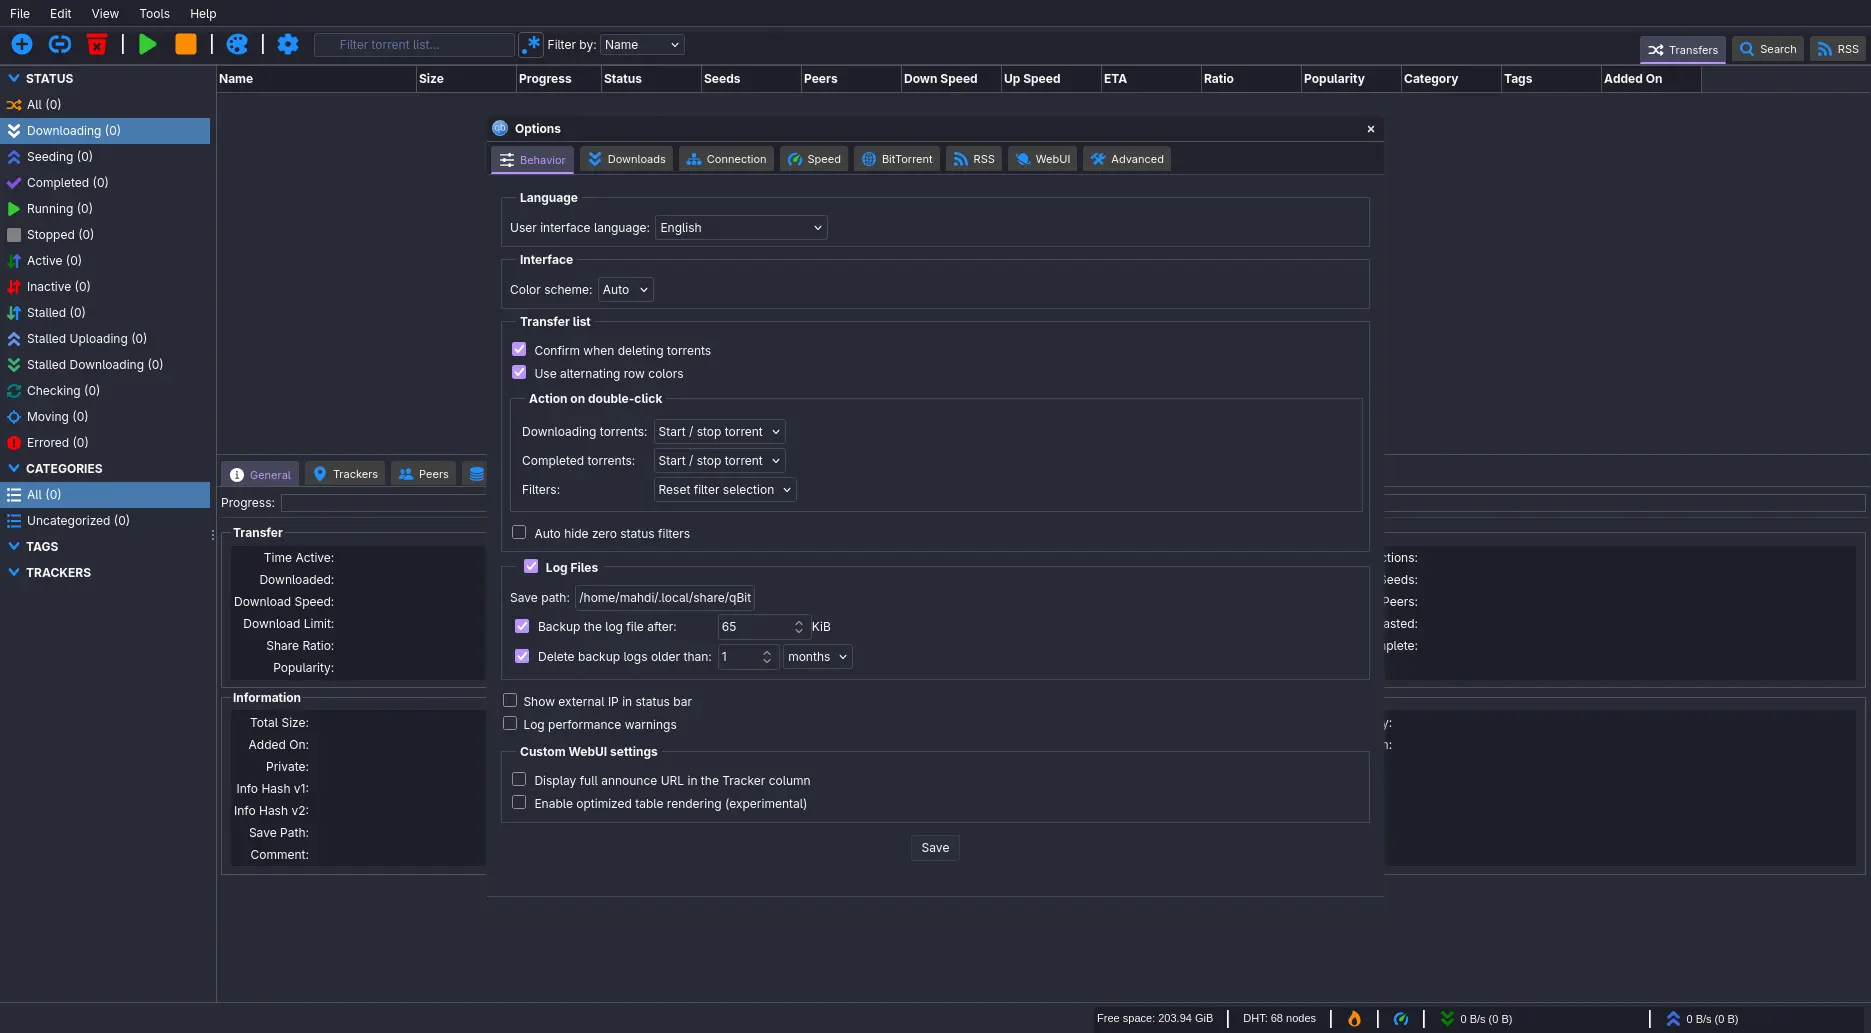 File Edit View Tools Help
Filter torrent list... .* Filter by: Name Transfers Search RSS
STATUS
All (0)
Downloading (0)
Seeding (0)
Completed (0)
Running (0)
Stopped (0)
Active (0)
Inactive (0)
Stalled (0)
Stalled Uploading (0)
Stalled Downloading (0)
Checking (0)
Moving (0)
Errored (0)
CATEGORIES
All (0)
Uncategorized (0)
TAGS
TRACKERS
Name Size Progress Status Seeds Peers Down Speed Up Speed ETA Ratio Popularity Category Tags Added On
qb Options ×
Behavior Downloads Connection Speed BitTorrent RSS WebUI Advanced
Language
User interface language: English
Interface
Color scheme: Auto
Transfer list
Confirm when deleting torrents
Use alternating row colors
Action on double-click
Downloading torrents: Start / stop torrent
Completed torrents: Start / stop torrent
Filters: Reset filter selection
Auto hide zero status filters
Log Files
Save path: /home/mahdi/.local/share/qBit
Backup the log file after: 65 KiB
Delete backup logs older than: 1 months
Show external IP in status bar
Log performance warnings
Custom WebUI settings
Display full announce URL in the Tracker column
Enable optimized table rendering (experimental)
Save
General Trackers Peers
Progress:
Transfer
Time Active:
Downloaded:
Download Speed:
Download Limit:
Share Ratio:
Popularity:
ctions:
Seeds:
Peers:
asted:
plete:
Information
Total Size:
Added On:
Private:
Info Hash v1:
Info Hash v2:
Save Path:
Comment:
y:
n:
Free space: 203.94 GiB DHT: 68 nodes 0 B/s (0 B) 0 B/s (0 B)